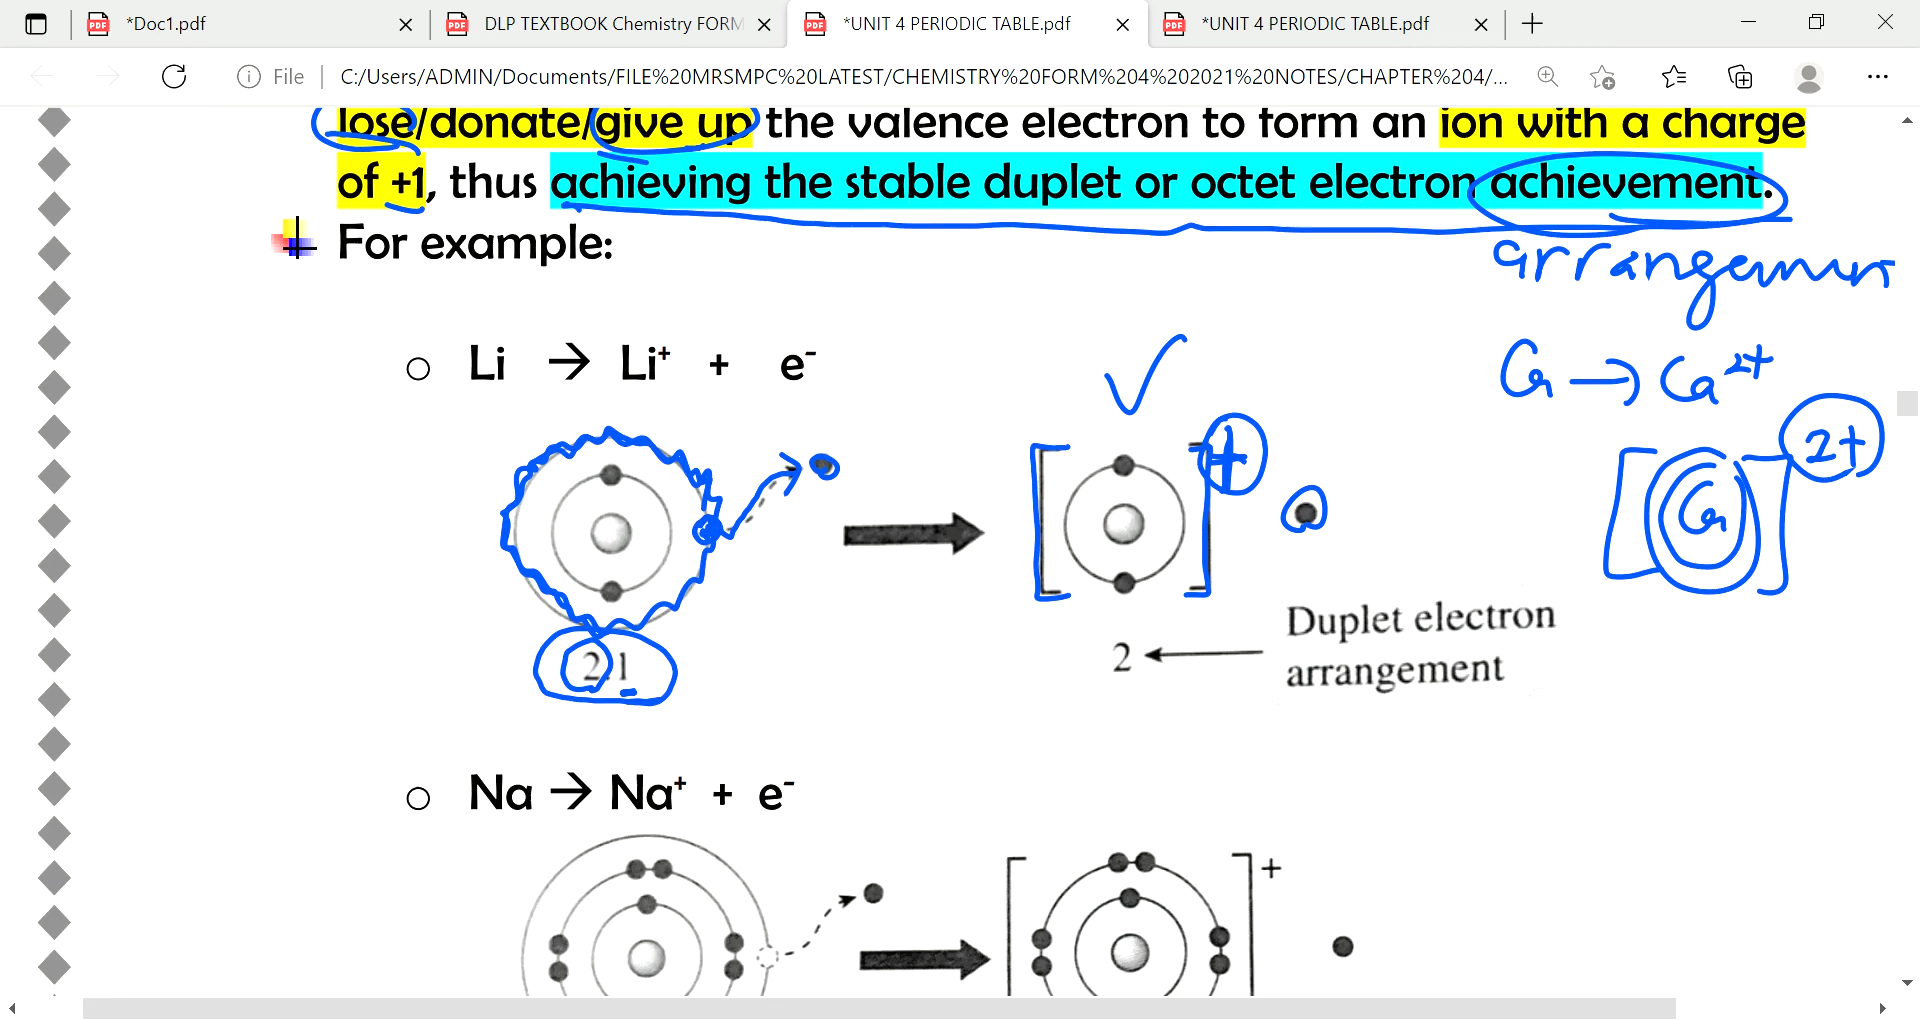 *Doc1.pdf
DLP TEXTBOOK Chemistry FORM
*UNIT 4 PERIODIC TABLE.pdf
*UNIT 4 PERIODIC TABLE.pdf
File
C:/Users/ADMIN/Documents/FILE%20MRSMPC%20LATEST/CHEMISTRY%20FORM%204%202021%20NOTES/CHAPTER%204/...
lose/donate/give up the valence electron to form an ion with a charge
of +1, thus achieving the stable duplet or octet electron achievement.
For example:
arrangement
Li → Li⁺ + e⁻
Ca → Ca²⁺
+
2+
Ca
2.1
2
Duplet electron
arrangement
Na → Na⁺ + e⁻
+